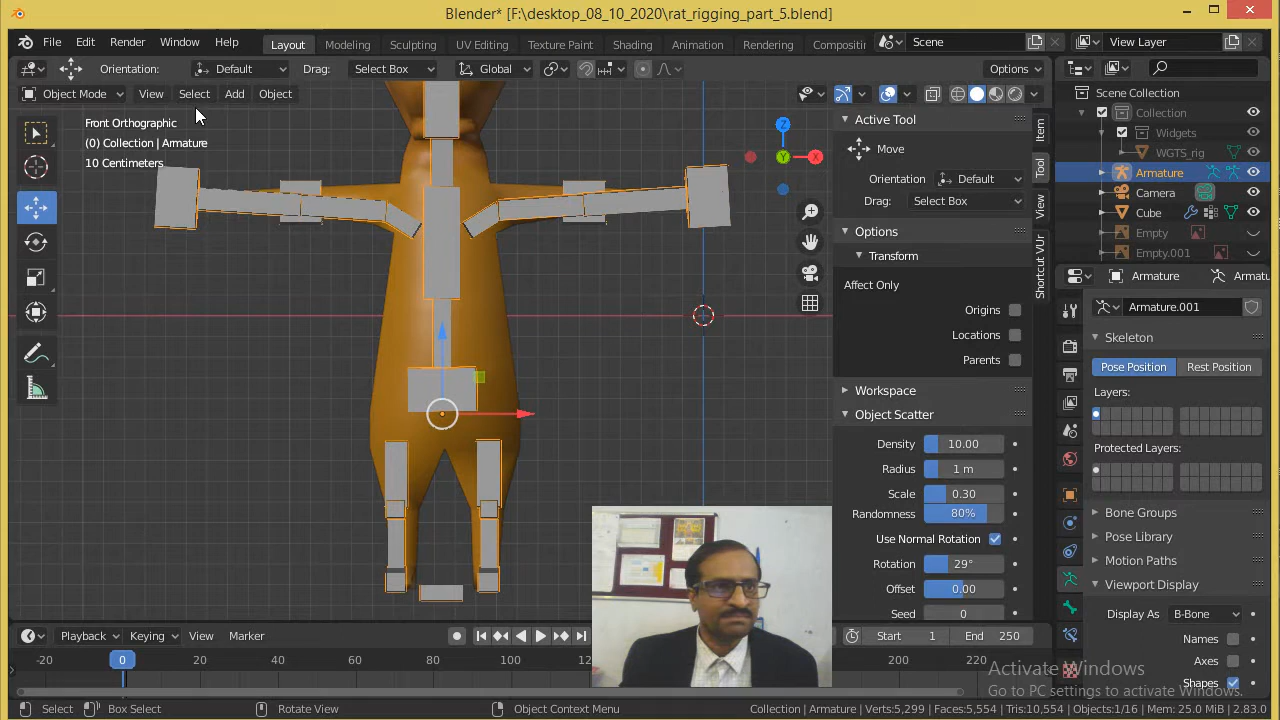 Blender* [F:\desktop_08_10_2020\rat_rigging_part_5.blend]
File Edit Render Window Help Layout Modeling Sculpting UV Editing Texture Paint Shading Animation Rendering Compositi Scene View Layer
Orientation: Default Drag: Select Box Global Options
Object Mode View Select Add Object
Front Orthographic
(0) Collection | Armature
10 Centimeters
Z
X
Y
Active Tool
Move
Orientation Default
Drag: Select Box
Options
Transform
Affect Only
Origins
Locations
Parents
Workspace
Object Scatter
Density 10.00
Radius 1 m
Scale 0.30
Randomness 80%
Use Normal Rotation
Rotation 29°
Offset 0.00
Seed 0
Item
Tool
View
Shortcut VUr
Scene Collection
Collection
Widgets
WGTS_rig
Armature
Camera
Cube
Empty
Empty.001
Armature Armatu
Armature.001
Skeleton
Pose Position Rest Position
Layers:
Protected Layers:
Bone Groups
Pose Library
Motion Paths
Viewport Display
Display As B-Bone
Names
Axes
Shapes
Playback Keying View Marker Start 1 End 250
-20 0 20 40 60 80 100 200 220
Activate Windows
Go to PC settings to activate Windows.
Select Box Select Rotate View Object Context Menu Collection | Armature | Verts:5,299 | Faces:5,554 | Tris:10,554 | Objects:1/16 | Mem: 25.0 MiB | 2.83.0